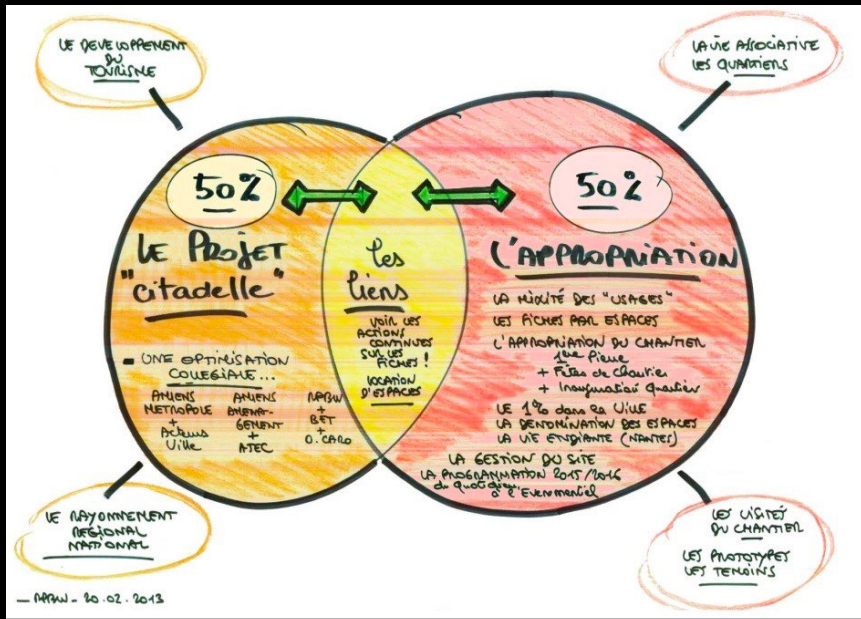 LE DEVELOPPEMENT
DU
TOURISME
LA VIE ASSOCIATIVE
LES QUARTIERS
50%
LE PROJET
"citadelle"
- UNE OPTIMISATION
COLLEGIALE...
AMIENS
METROPOLE
+
Acteurs
Ville
AMIENS
AMENAGEMENT
+
ATEC
RPBW
+
BET
+
D. CARO
les
liens
VOIR LES
ACTIONS
CONTINUES
SUR LES
FICHES !
LOCATION
D'ESPACES
50%
L'APPROPRIATION
LA MIXITÉ DES "USAGES"
LES FICHES PAR ESPACES
L'APPROPRIATION DU CHANTIER
1ère Pierre
+ Fêtes de Chantier
+ Inauguration Quartier
LE 1% dans la VILLE
LA DENOMINATION DES ESPACES
LA VIE ETUDIANTE (NANTES)
LA GESTION DU SITE
LA PROGRAMMATION 2015/2016
du quotidien
à l'Evenementiel
LE RAYONNEMENT
REGIONAL
NATIONAL
LES VISITES
DU CHANTIER
LES PROTOTYPES
LES TEMOINS
- RPBW - 20.02.2013